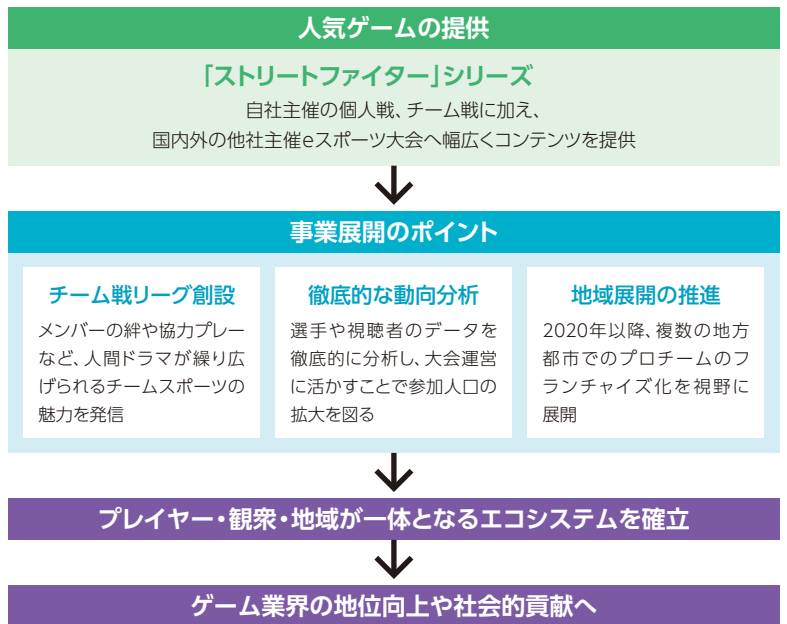 人気ゲームの提供
「ストリートファイター」シリーズ
自社主催の個人戦、チーム戦に加え、
国内外の他社主催eスポーツ大会へ幅広くコンテンツを提供
事業展開のポイント
チーム戦リーグ創設
メンバーの絆や協力プレー
など、人間ドラマが繰り広
げられるチームスポーツの
魅力を発信
徹底的な動向分析
選手や視聴者のデータを
徹底的に分析し、大会運営
に活かすことで参加人口の
拡大を図る
地域展開の推進
2020年以降、複数の地方
都市でのプロチームのフ
ランチャイズ化を視野に
展開
プレイヤー・観衆・地域が一体となるエコシステムを確立
ゲーム業界の地位向上や社会的貢献へ